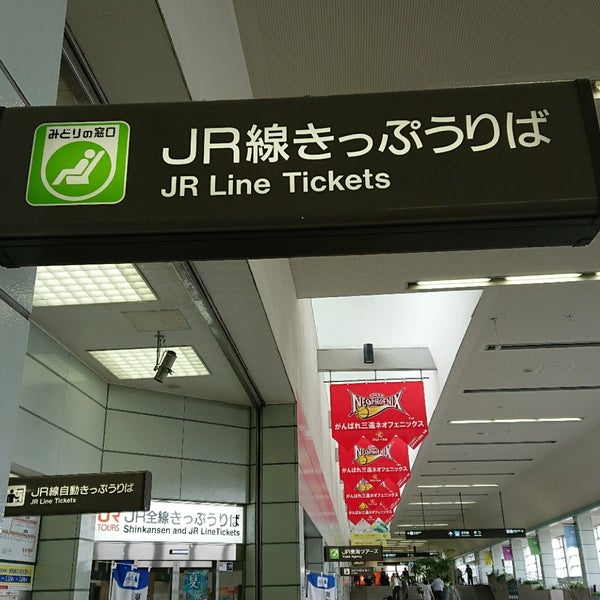 みどりの窓口
JR線きっぷうりば
JR Line Tickets
NEOPHOENIX
がんばれ三遠ネオフェニックス
NEOPHOENIX
がんばれ三遠ネオフェニックス
JR線自動きっぷうりば
JR Line Tickets
JR
TOURS
JR全線きっぷうりば
Shinkansen and JR LineTickets
JR東海ツアーズ